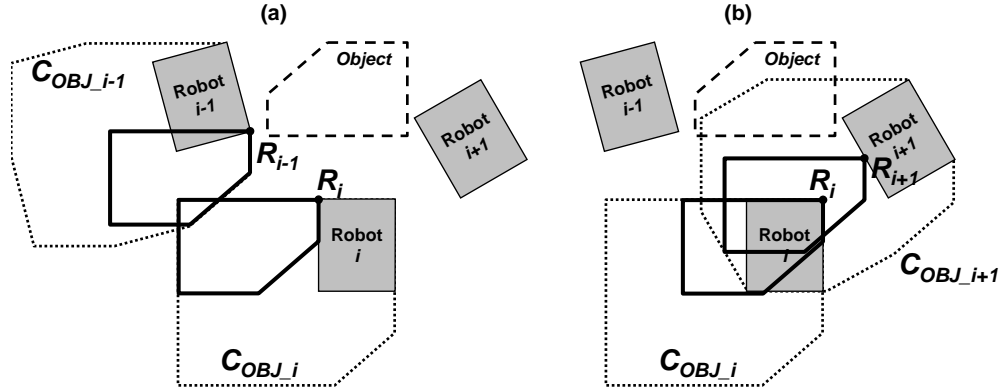 (a)
C_OBJ_i-1
Robot
i-1
Object
Robot
i+1
R_i-1
R_i
Robot
i
C_OBJ_i
(b)
Robot
i-1
Object
Robot
i+1
R_i+1
R_i
Robot
i
C_OBJ_i+1
C_OBJ_i